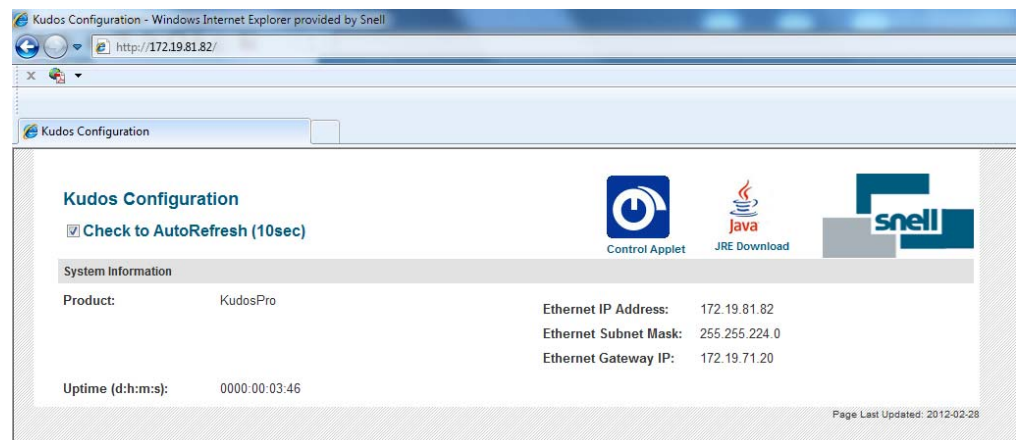 Kudos Configuration - Windows Internet Explorer provided by Snell
http://172.19.81.82/
x
Kudos Configuration
Kudos Configuration
Check to AutoRefresh (10sec)
Control Applet
Java
JRE Download
snell
System Information
Product: KudosPro
Ethernet IP Address: 172.19.81.82
Ethernet Subnet Mask: 255.255.224.0
Ethernet Gateway IP: 172.19.71.20
Uptime (d:h:m:s): 0000:00:03:46
Page Last Updated: 2012-02-28